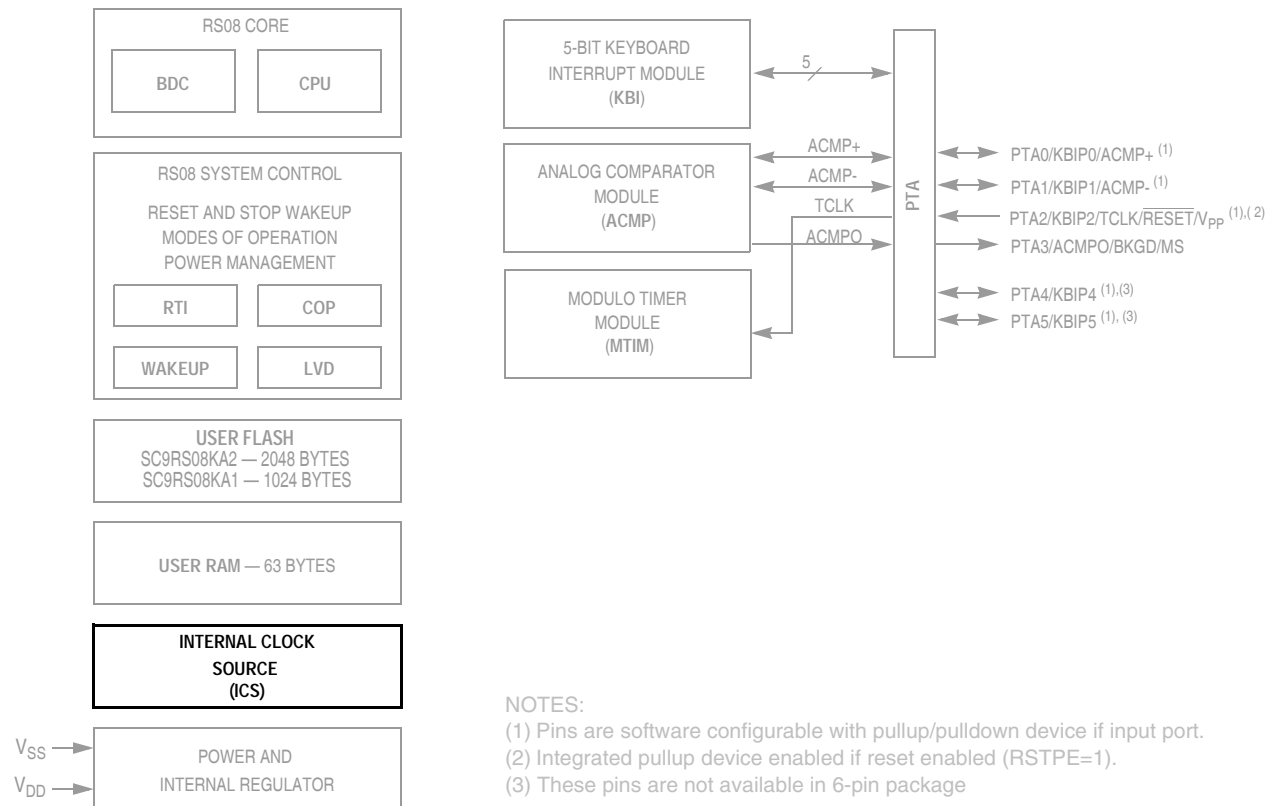 RS08 CORE
BDC
CPU
RS08 SYSTEM CONTROL
RESET AND STOP WAKEUP
MODES OF OPERATION
POWER MANAGEMENT
RTI
COP
WAKEUP
LVD
USER FLASH
SC9RS08KA2 — 2048 BYTES
SC9RS08KA1 — 1024 BYTES
USER RAM — 63 BYTES
INTERNAL CLOCK
SOURCE
(ICS)
VSS
VDD
POWER AND
INTERNAL REGULATOR
5-BIT KEYBOARD
INTERRUPT MODULE
(KBI)
5
ANALOG COMPARATOR
MODULE
(ACMP)
ACMP+
ACMP-
TCLK
ACMPO
MODULO TIMER
MODULE
(MTIM)
PTA
PTA0/KBIP0/ACMP+ (1)
PTA1/KBIP1/ACMP- (1)
PTA2/KBIP2/TCLK/RESET/VPP (1),( 2)
PTA3/ACMPO/BKGD/MS
PTA4/KBIP4 (1),(3)
PTA5/KBIP5 (1), (3)
NOTES:
(1) Pins are software configurable with pullup/pulldown device if input port.
(2) Integrated pullup device enabled if reset enabled (RSTPE=1).
(3) These pins are not available in 6-pin package